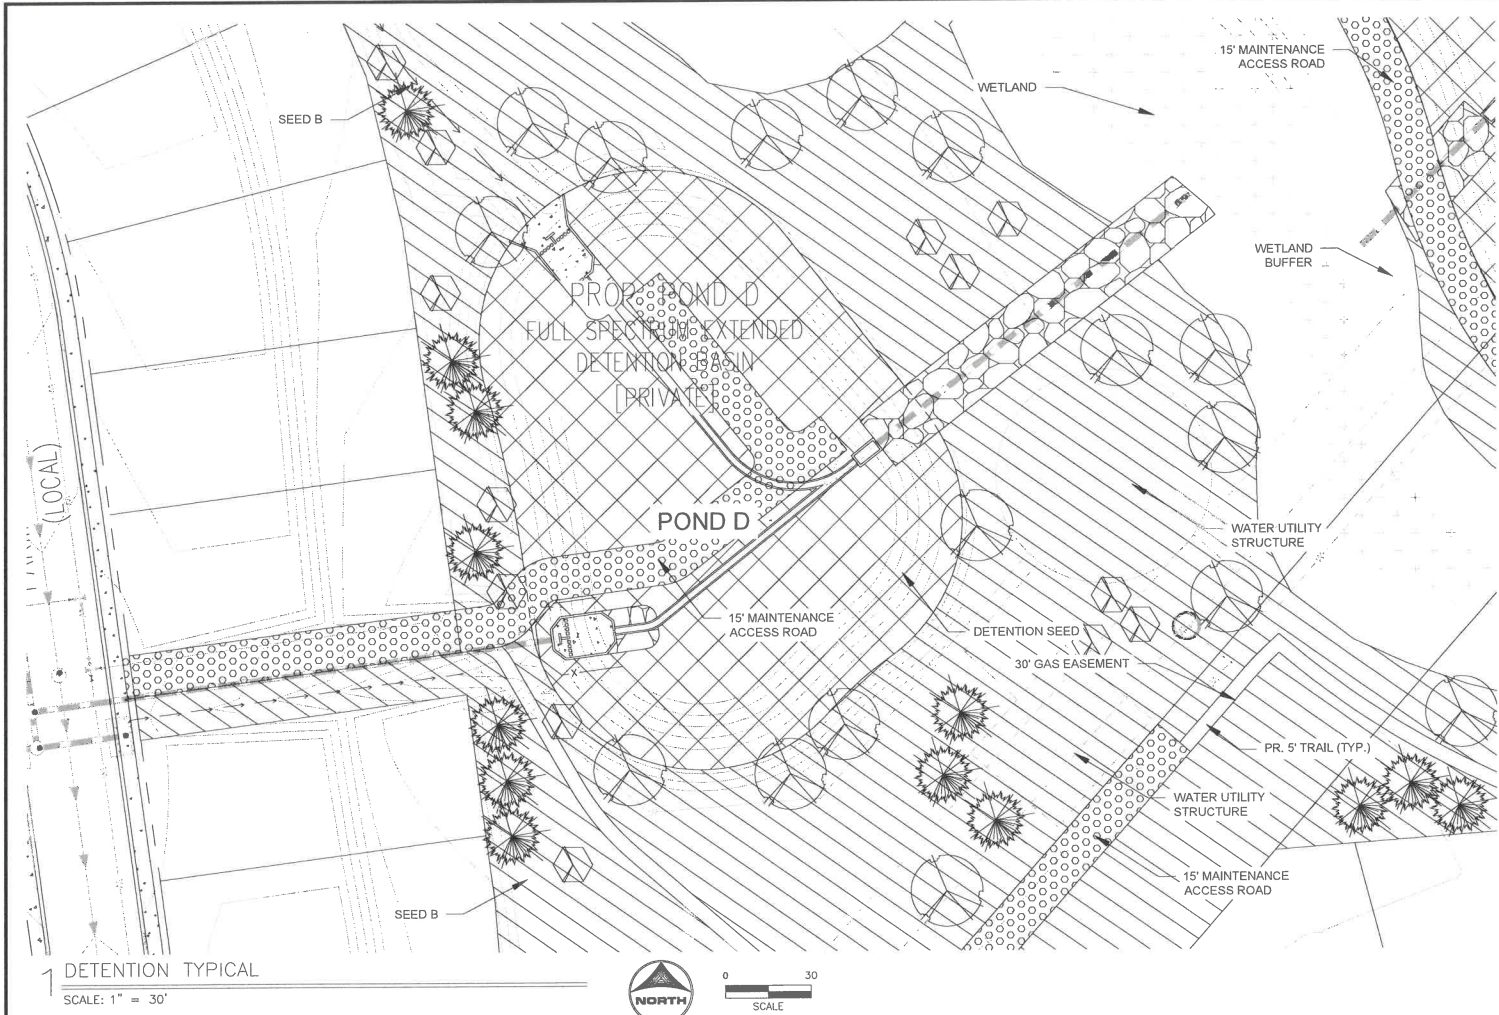 15' MAINTENANCE
ACCESS ROAD
WETLAND
SEED B
WETLAND
BUFFER
PROP. POND D
FULL SPECTRUM EXTENDED
DETENTION BASIN
[PRIVATE]
(LOCAL)
POND D
WATER UTILITY
STRUCTURE
15' MAINTENANCE
ACCESS ROAD
DETENTION SEED
30' GAS EASEMENT
PR. 5' TRAIL (TYP.)
WATER UTILITY
STRUCTURE
15' MAINTENANCE
ACCESS ROAD
SEED B
1 DETENTION TYPICAL
SCALE: 1" = 30'
NORTH
0 30
SCALE